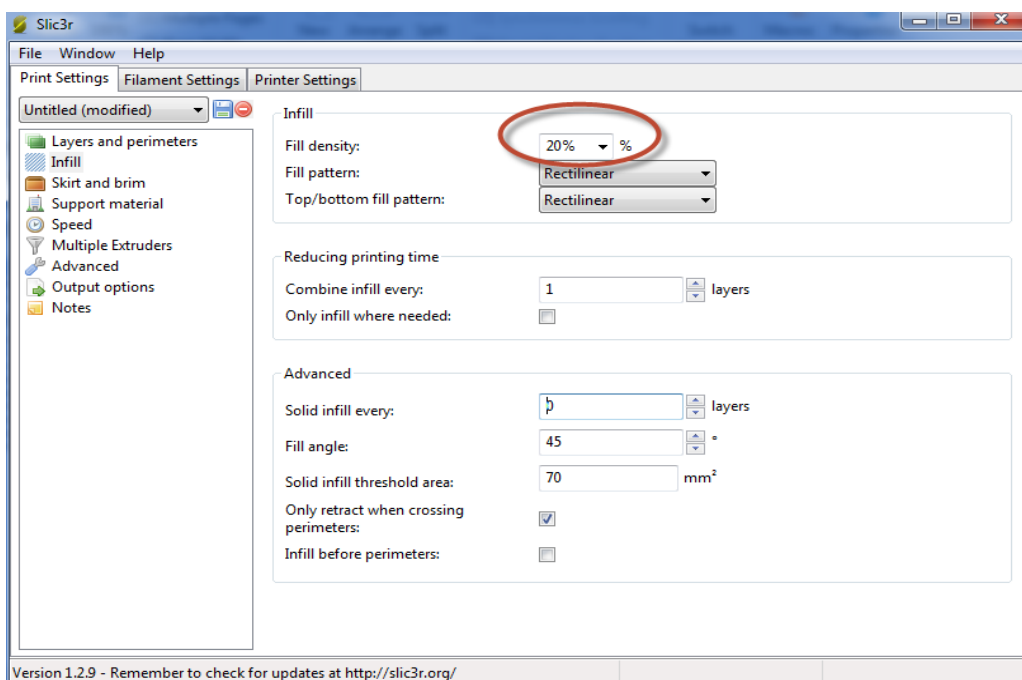 Slic3r
File Window Help
Print Settings Filament Settings Printer Settings
Untitled (modified)
Layers and perimeters
Infill
Skirt and brim
Support material
Speed
Multiple Extruders
Advanced
Output options
Notes
Infill
Fill density: 20% %
Fill pattern: Rectilinear
Top/bottom fill pattern: Rectilinear
Reducing printing time
Combine infill every: 1 layers
Only infill where needed:
Advanced
Solid infill every: 0 layers
Fill angle: 45 °
Solid infill threshold area: 70 mm²
Only retract when crossing
perimeters:
Infill before perimeters:
Version 1.2.9 - Remember to check for updates at http://slic3r.org/